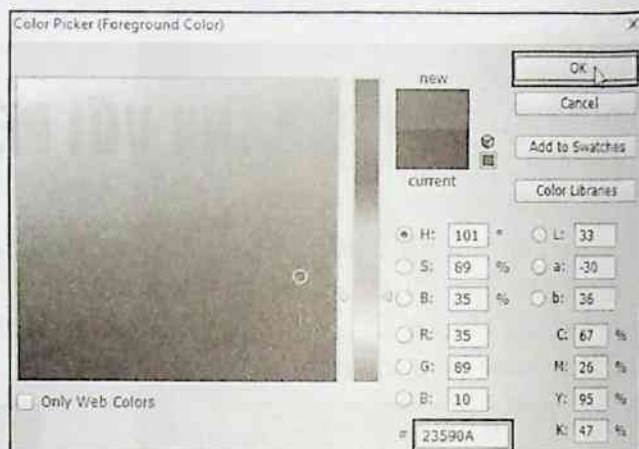 Color Picker (Foreground Color)
new
current
OK
Cancel
Add to Swatches
Color Libraries
H: 101 °
S: 89 %
B: 35 %
R: 35
G: 89
B: 10
# 23590A
L: 33
a: -30
b: 36
C: 67 %
M: 26 %
Y: 95 %
K: 47 %
Only Web Colors